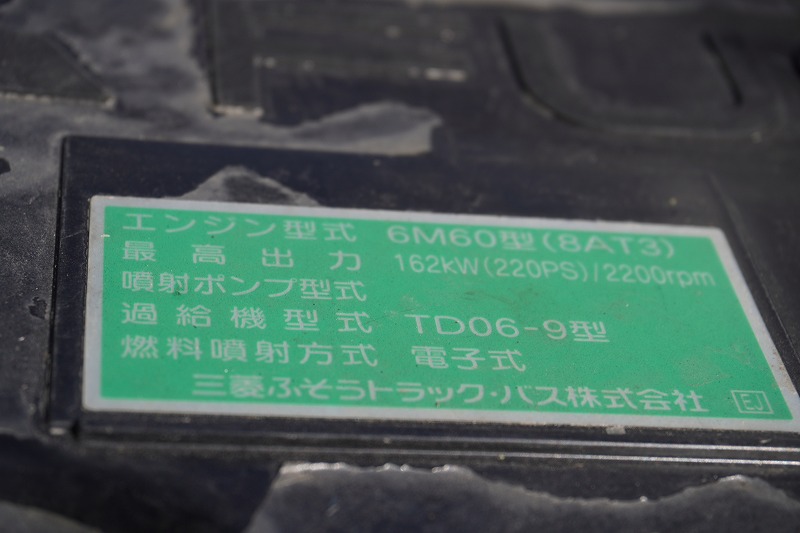 エンジン型式 6M60型(8AT3)
最高出力 162kW(220PS)/2200rpm
噴射ポンプ型式
過給機型式 TD06-9型
燃料噴射方式 電子式
三菱ふそうトラック・バス株式会社 EJ